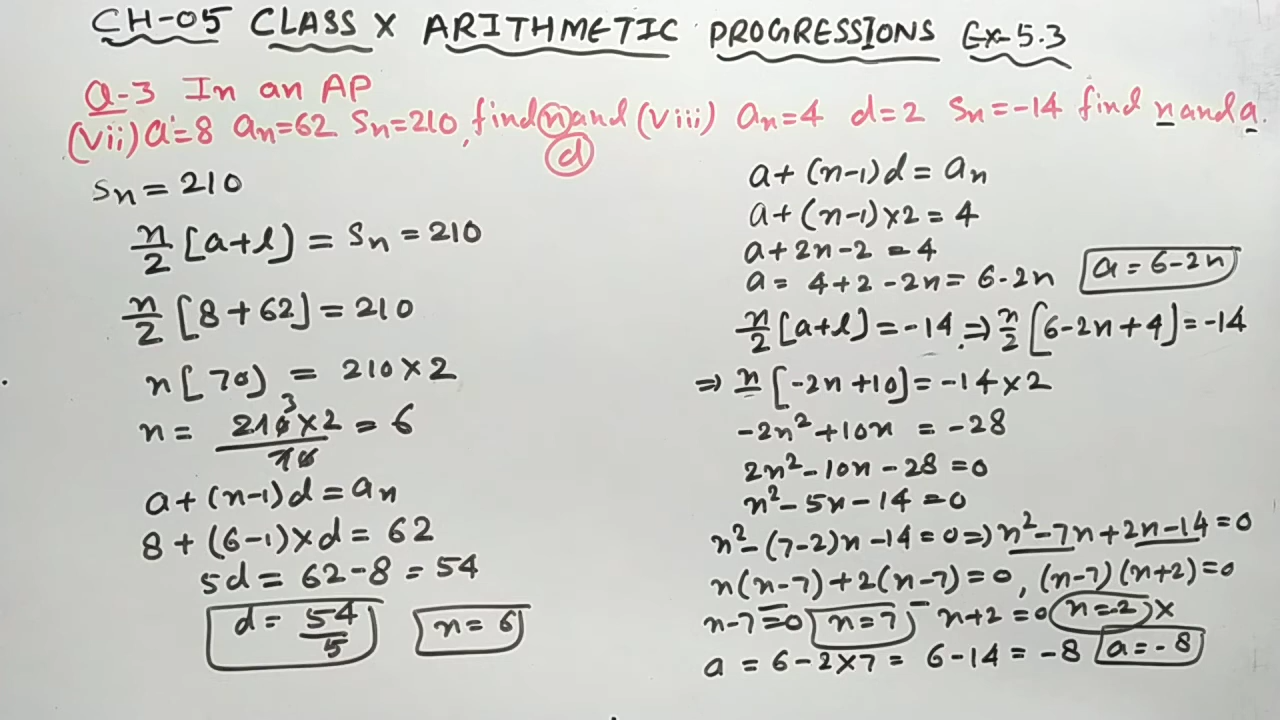 CH-05 CLASS X ARITHMETIC PROGRESSIONS Ex-5.3
Q-3 In an AP
(vii) a=8 an=62 Sn=210, find n and d
(viii) an=4 d=2 Sn=-14 find n and a.
Sn=210
n/2 [a+l] = Sn = 210
n/2 [8+62] = 210
n[70] = 210×2
n = 210×2/70 = 6
3
a+(n-1)d = an
8+(6-1)×d = 62
5d = 62-8 = 54
d = 54/5 n=6
a+(n-1)d = an
a+(n-1)×2 = 4
a+2n-2 = 4
a = 4+2-2n = 6-2n a=6-2n
n/2 [a+l] = -14 ⇒ n/2 [6-2n+4] = -14
⇒ n [-2n+10] = -14×2
-2n²+10n = -28
2n²-10n-28=0
n²-5n-14=0
n²-(7-2)n-14=0 ⇒ n²-7n+2n-14=0
n(n-7)+2(n-7)=0, (n-7)(n+2)=0
n-7=0 n=7 n+2=0 n=-2 ×
a = 6-2×7 = 6-14 = -8 a=-8